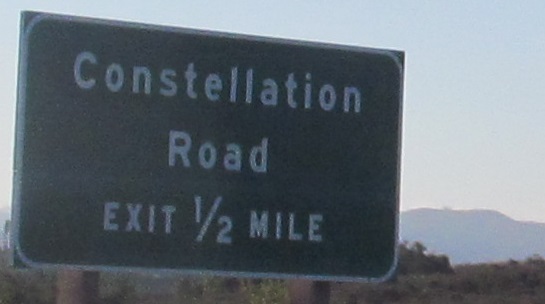 Constellation
Road
EXIT 1/2 MILE